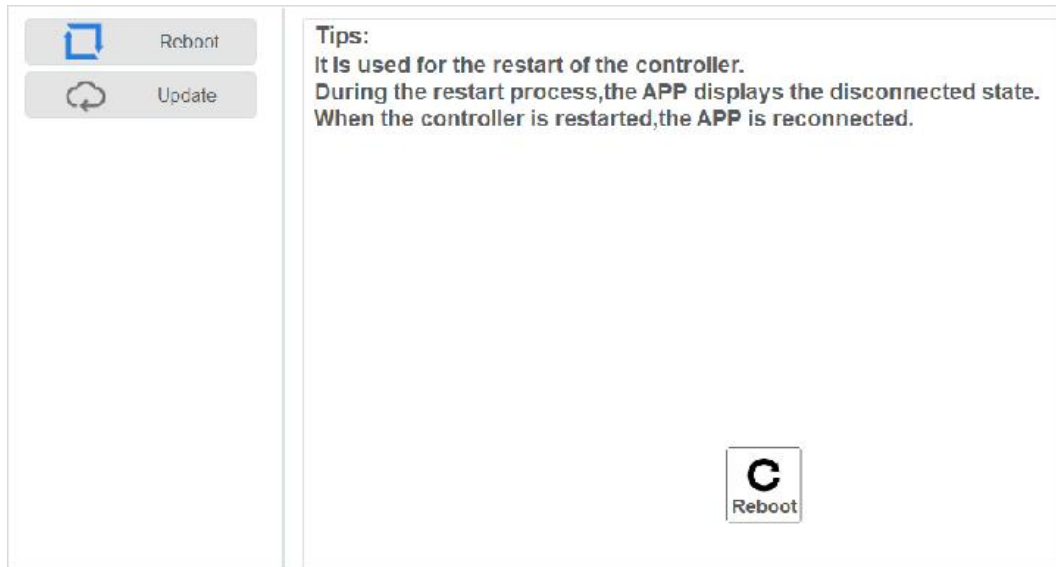 Reboot
Update
Tips:
It is used for the restart of the controller.
During the restart process,the APP displays the disconnected state.
When the controller is restarted,the APP is reconnected.
Reboot